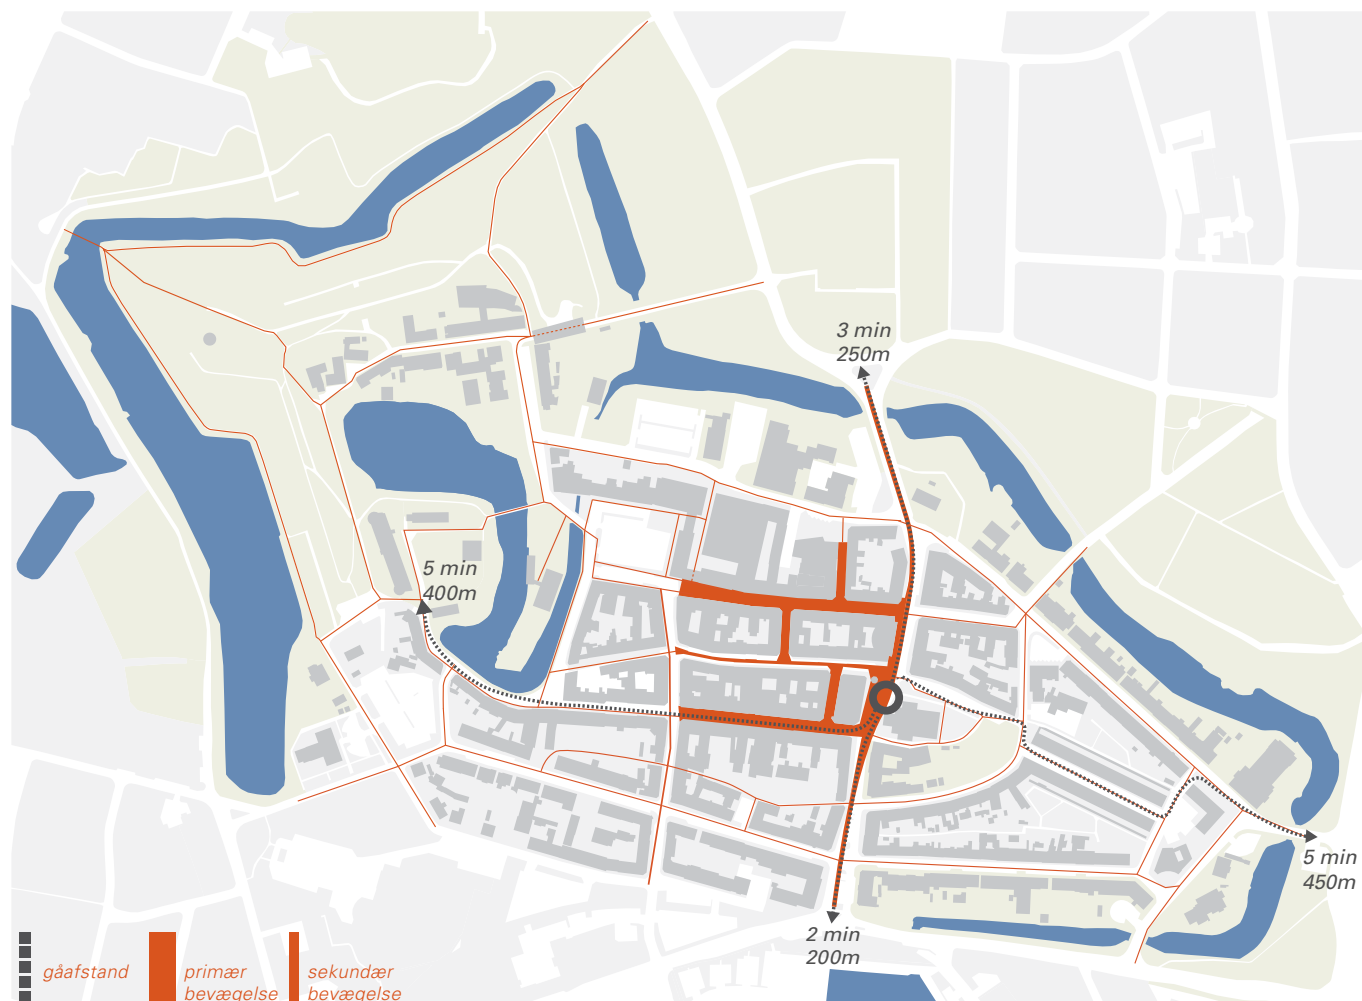 3 min
250m
5 min
400m
5 min
450m
2 min
200m
gåafstand
primær
bevægelse
sekundær
bevægelse